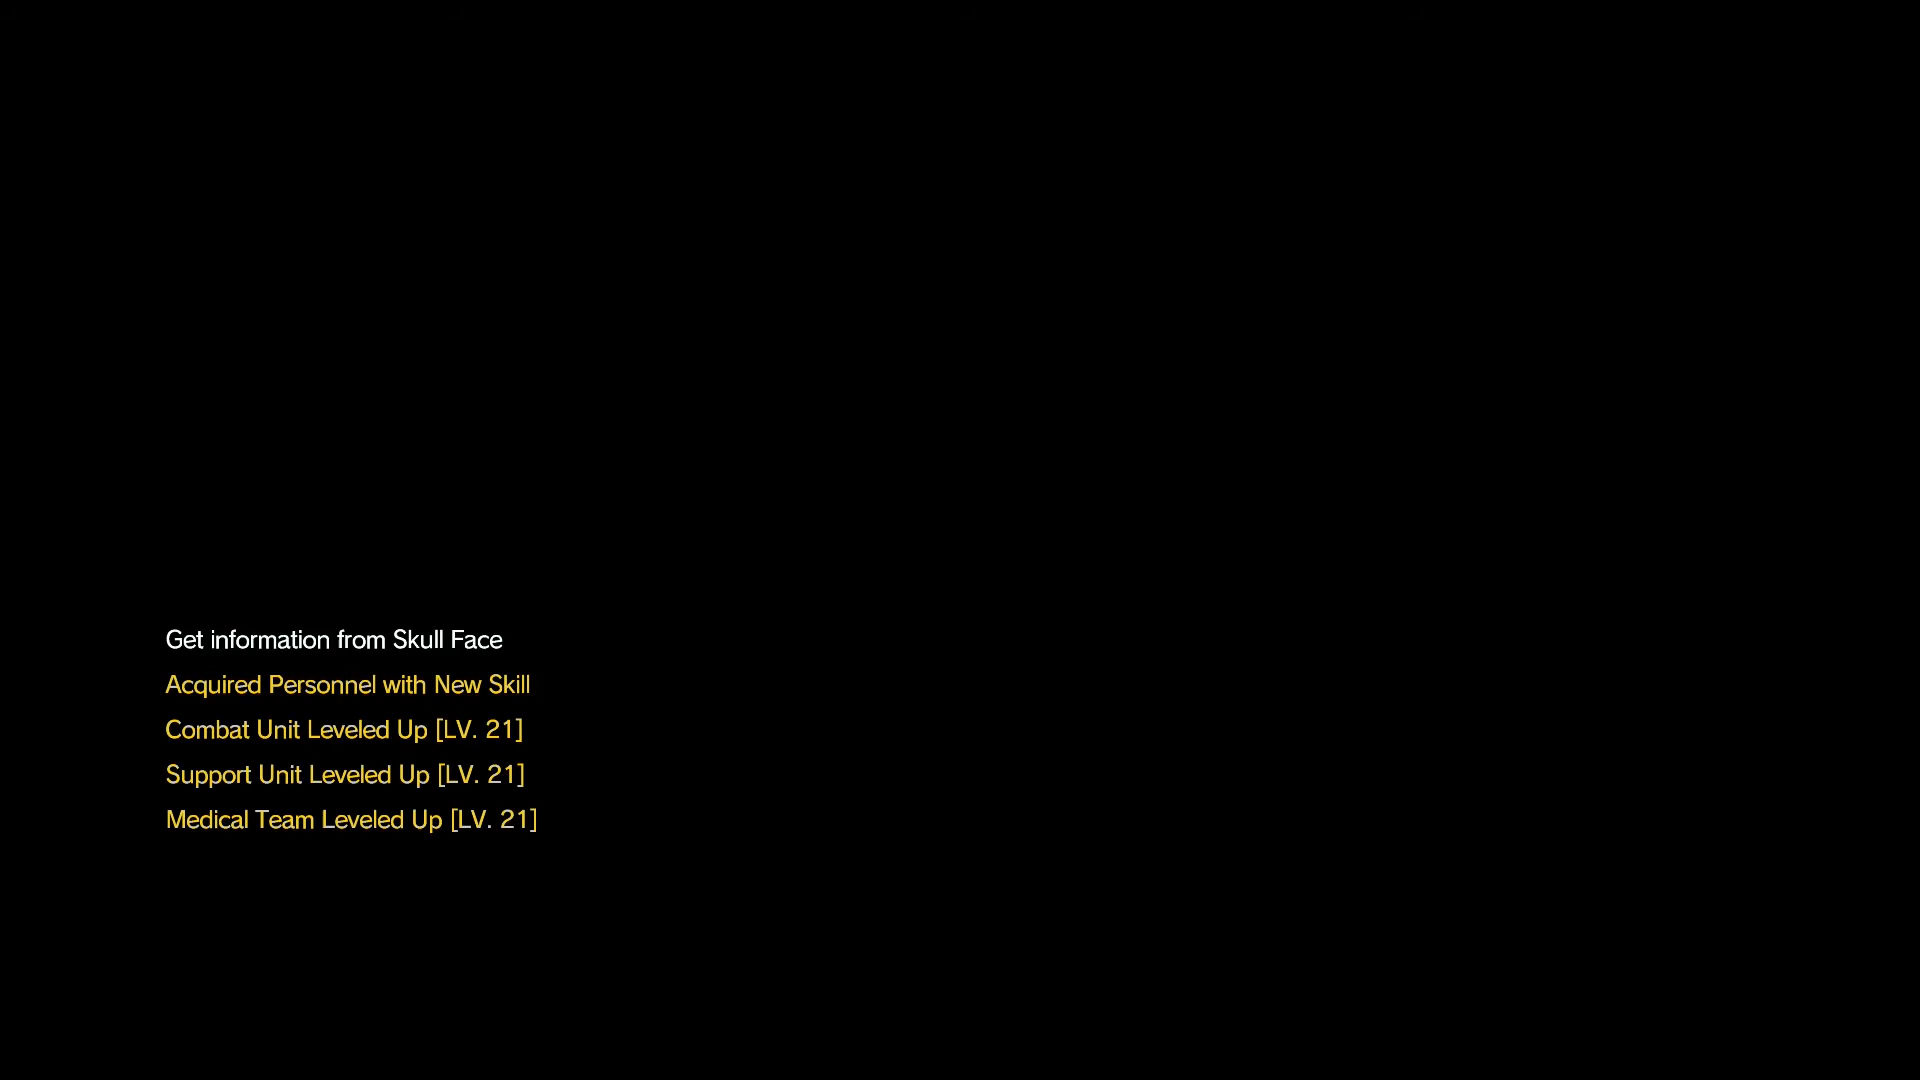 Get information from Skull Face
Acquired Personnel with New Skill
Combat Unit Leveled Up [LV. 21]
Support Unit Leveled Up [LV. 21]
Medical Team Leveled Up [LV. 21]